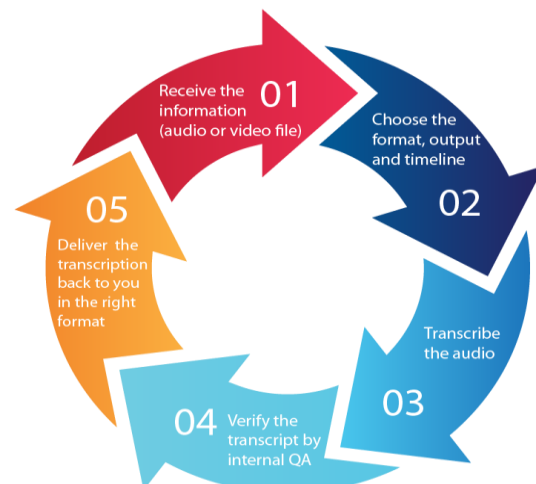 Receive the 01
information
(audio or video file)
Choose the
format, output
and timeline
02
Transcribe
the audio
03
04 Verify the
transcript by
internal QA
05
Deliver the
transcription
back to you
in the right
format